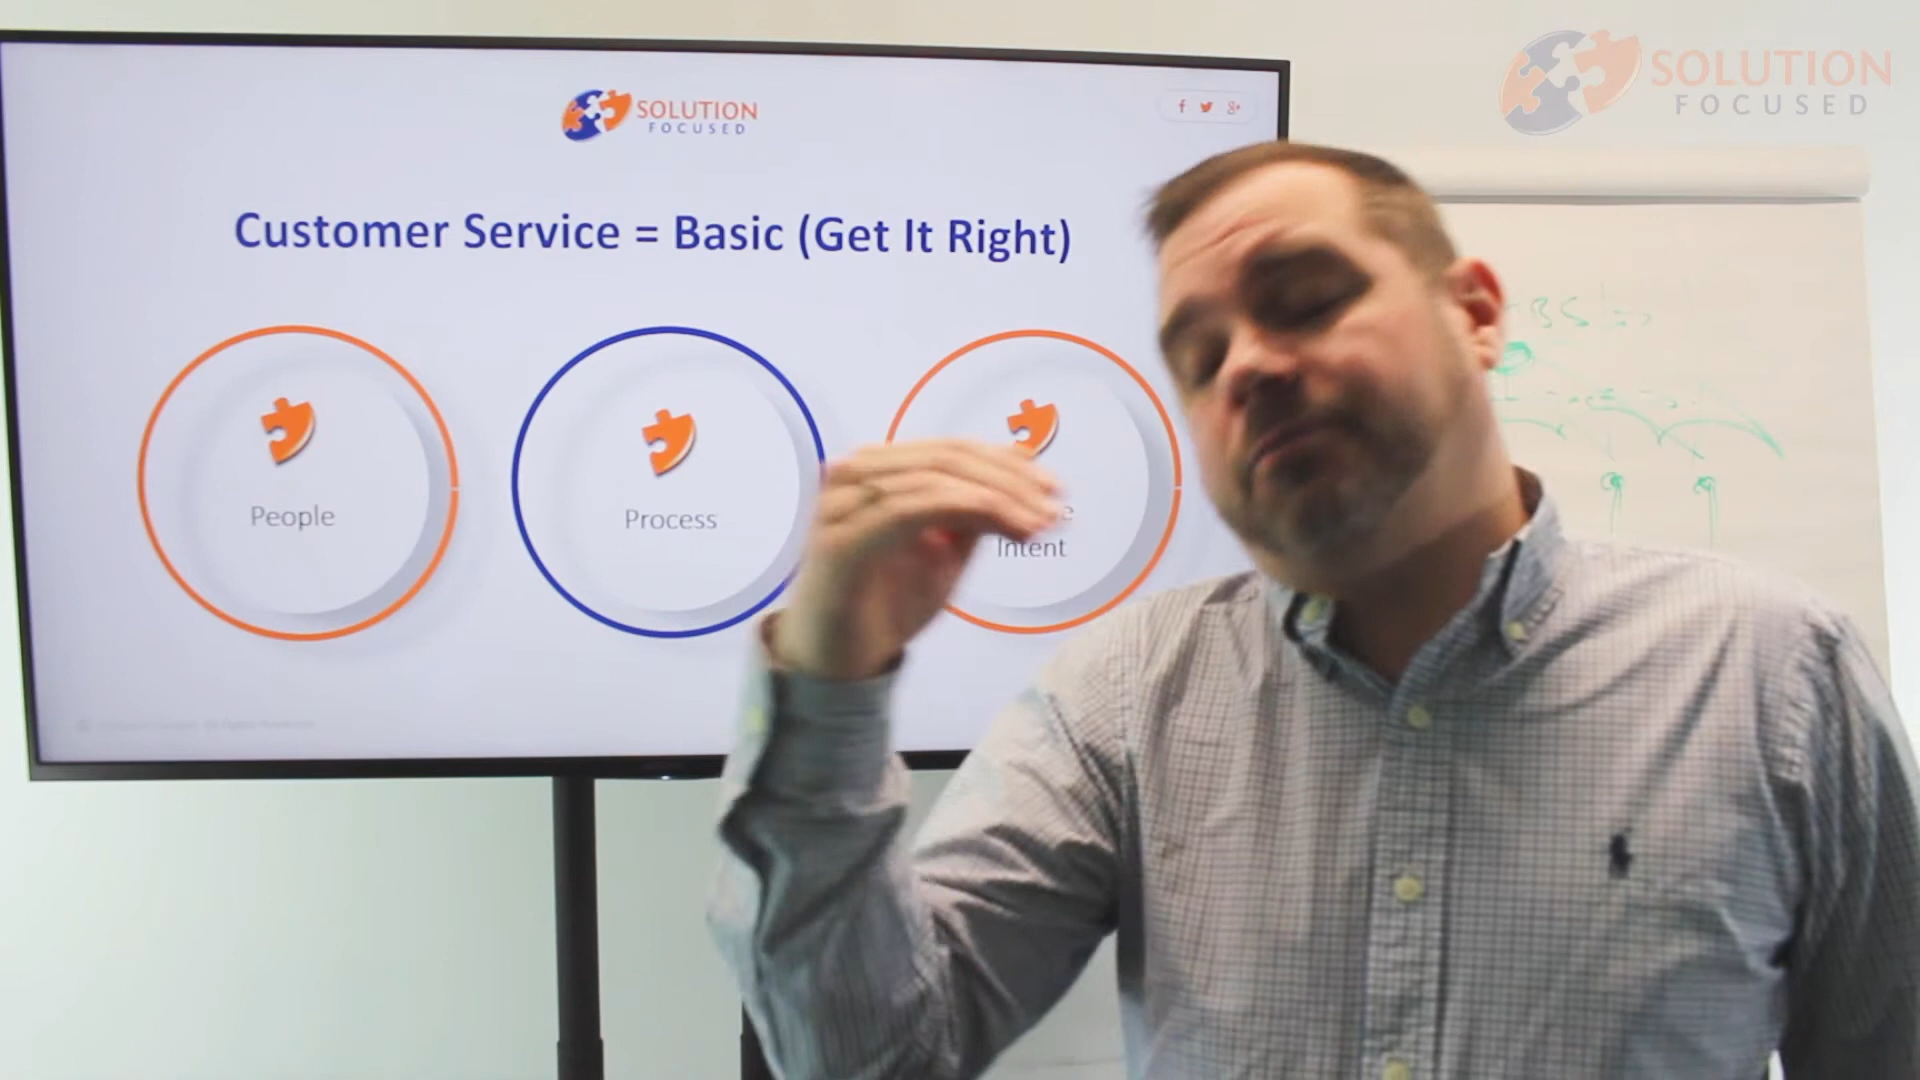 SOLUTION
FOCUSED
f
g+
Customer Service = Basic (Get It Right)
People
Process
Intent
SOLUTION
FOCUSED